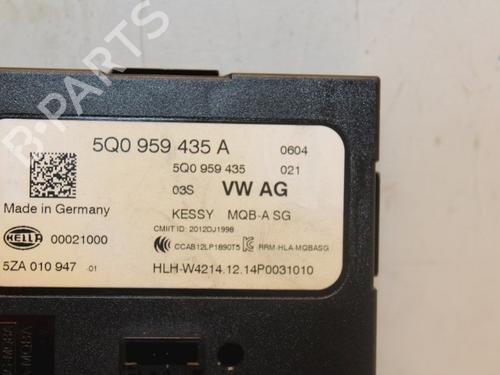 5Q0 959 435 A 0604
5Q0 959 435 021
03S VW AG
Made in Germany KESSY MQB-A SG
CMIIT ID: 2012DJ1998
HELLA 00021000 CCAB12LP1890T5 RRM-HLA-MQBASG
5ZA 010 947 -01 HLH-W4214.12.14P0031010
B-PARTS